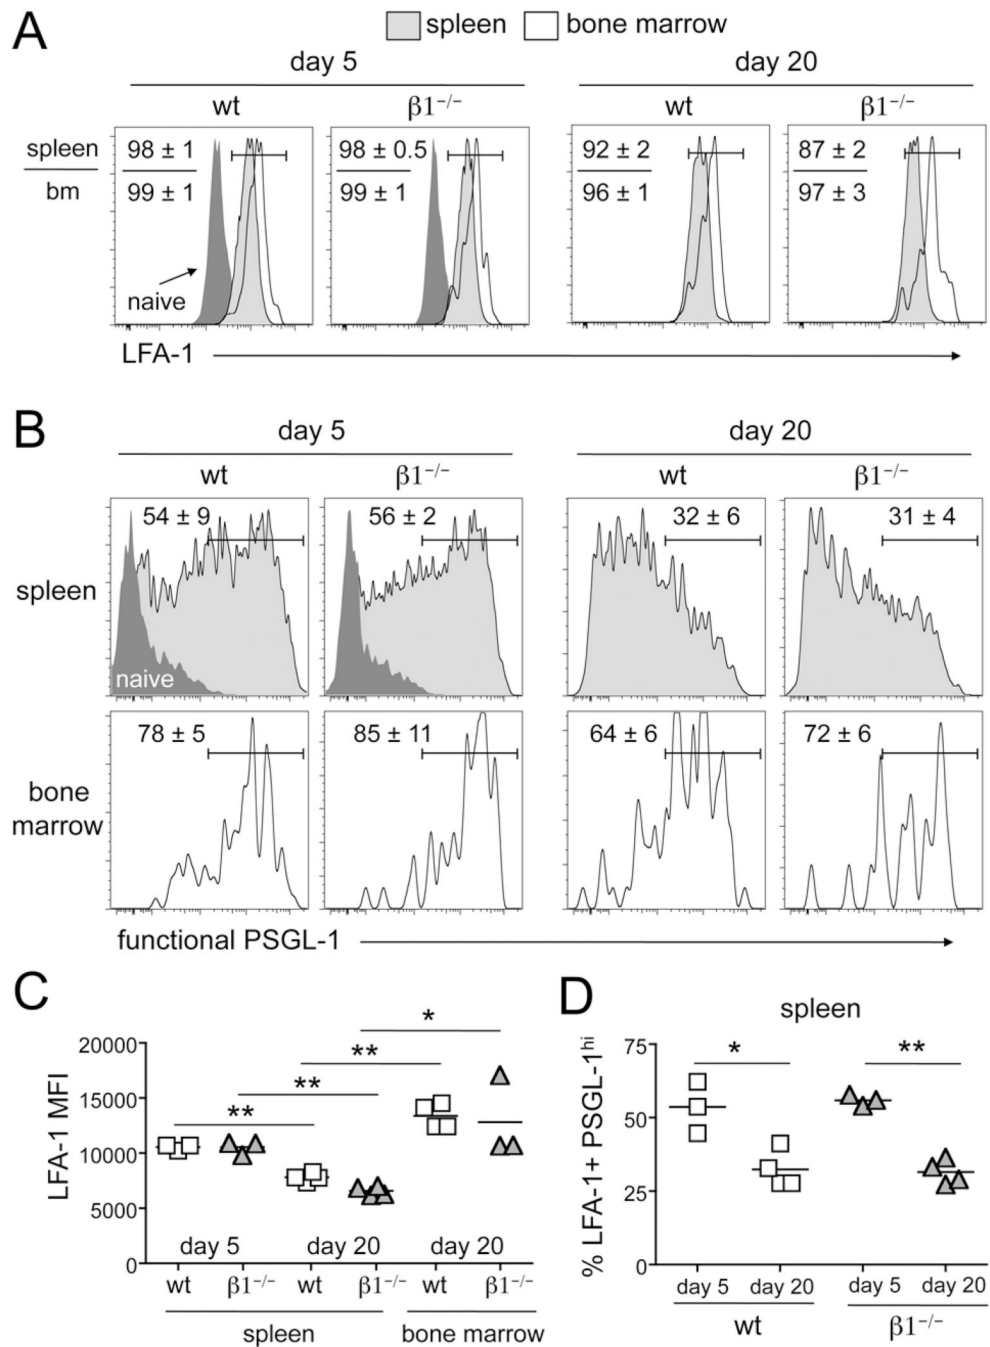 A
spleen bone marrow
day 5 day 20
wt β1⁻/⁻ wt β1⁻/⁻
spleen 98 ± 1 98 ± 0.5 92 ± 2 87 ± 2
bm 99 ± 1 99 ± 1 96 ± 1 97 ± 3
naive
LFA-1
B
day 5 day 20
wt β1⁻/⁻ wt β1⁻/⁻
54 ± 9 56 ± 2 32 ± 6 31 ± 4
spleen
naive
78 ± 5 85 ± 11 64 ± 6 72 ± 6
bone
marrow
functional PSGL-1
C
LFA-1 MFI
20000
15000
10000
5000
0
* 
**
**
**
day 5 day 20 day 20
wt β1⁻/⁻ wt β1⁻/⁻ wt β1⁻/⁻
spleen bone marrow
D
spleen
% LFA-1+ PSGL-1ʰⁱ
75
50
25
0
* **
day 5 day 20 day 5 day 20
wt β1⁻/⁻